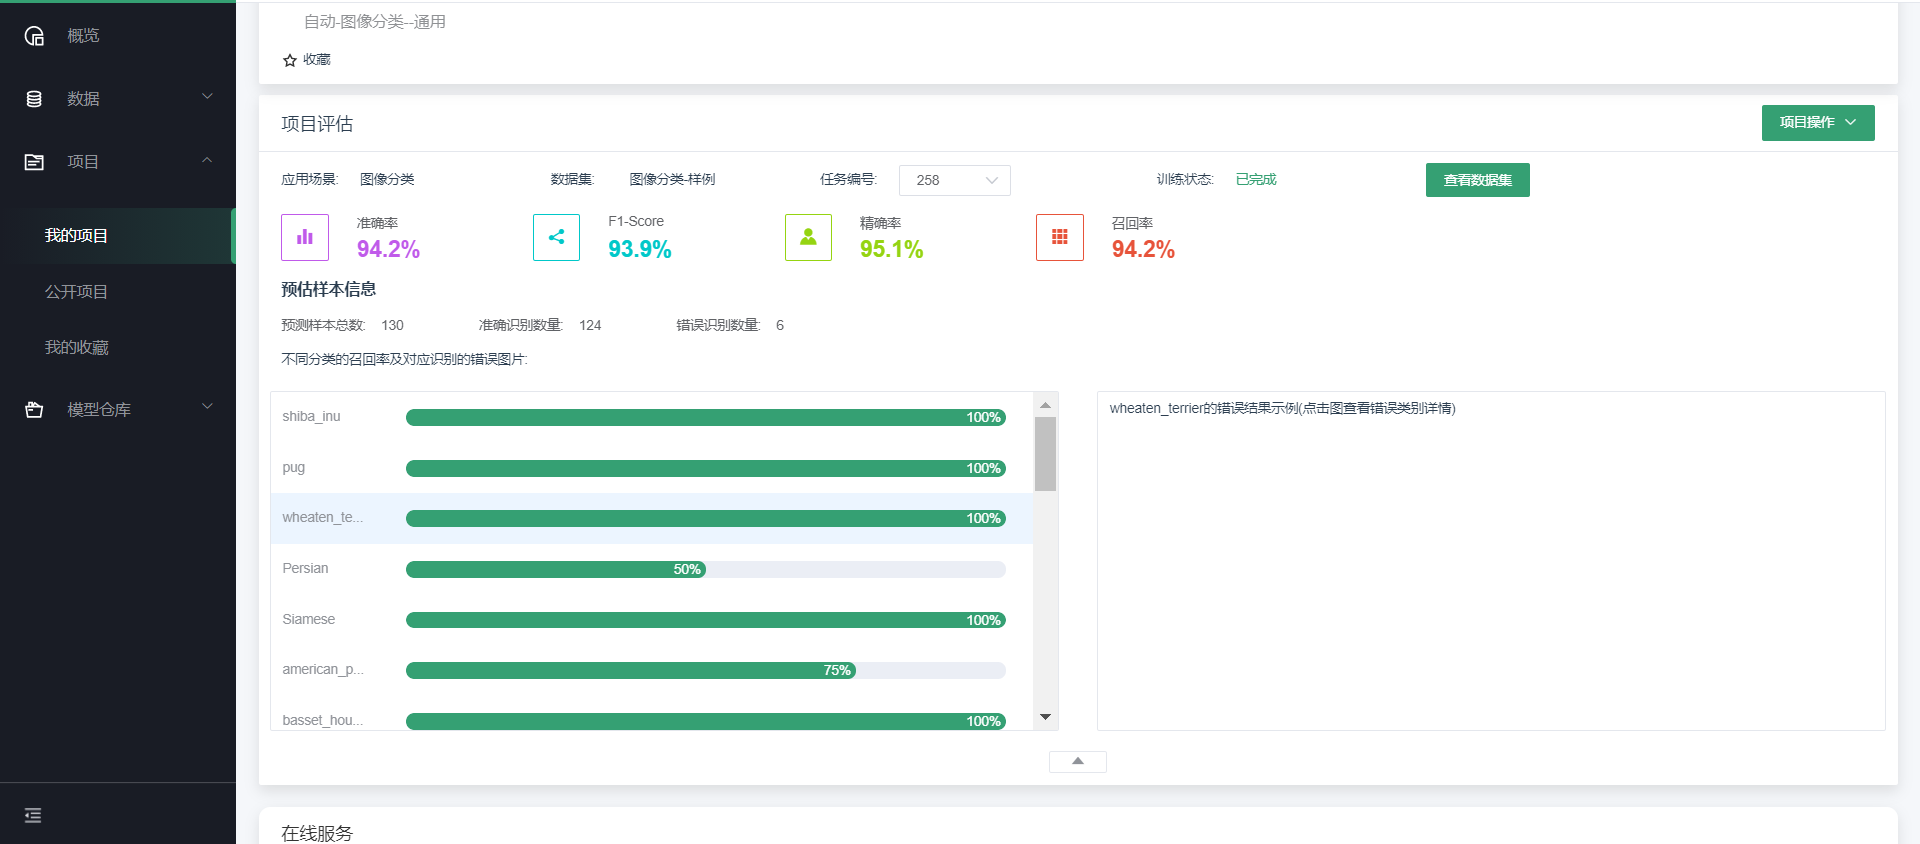 概览
数据
项目
我的项目
公开项目
我的收藏
模型仓库
自动-图像分类--通用
收藏
项目评估
项目操作
应用场景: 图像分类 数据集: 图像分类-样例 任务编号: 258 训练状态: 已完成 查看数据集
准确率
94.2%
F1-Score
93.9%
精确率
95.1%
召回率
94.2%
预估样本信息
预测样本总数: 130 准确识别数量: 124 错误识别数量: 6
不同分类的召回率及对应识别的错误图片:
shiba_inu 100%
pug 100%
wheaten_te... 100%
Persian 50%
Siamese 100%
american_p... 75%
basset_hou... 100%
wheaten_terrier的错误结果示例(点击图查看错误类别详情)
在线服务